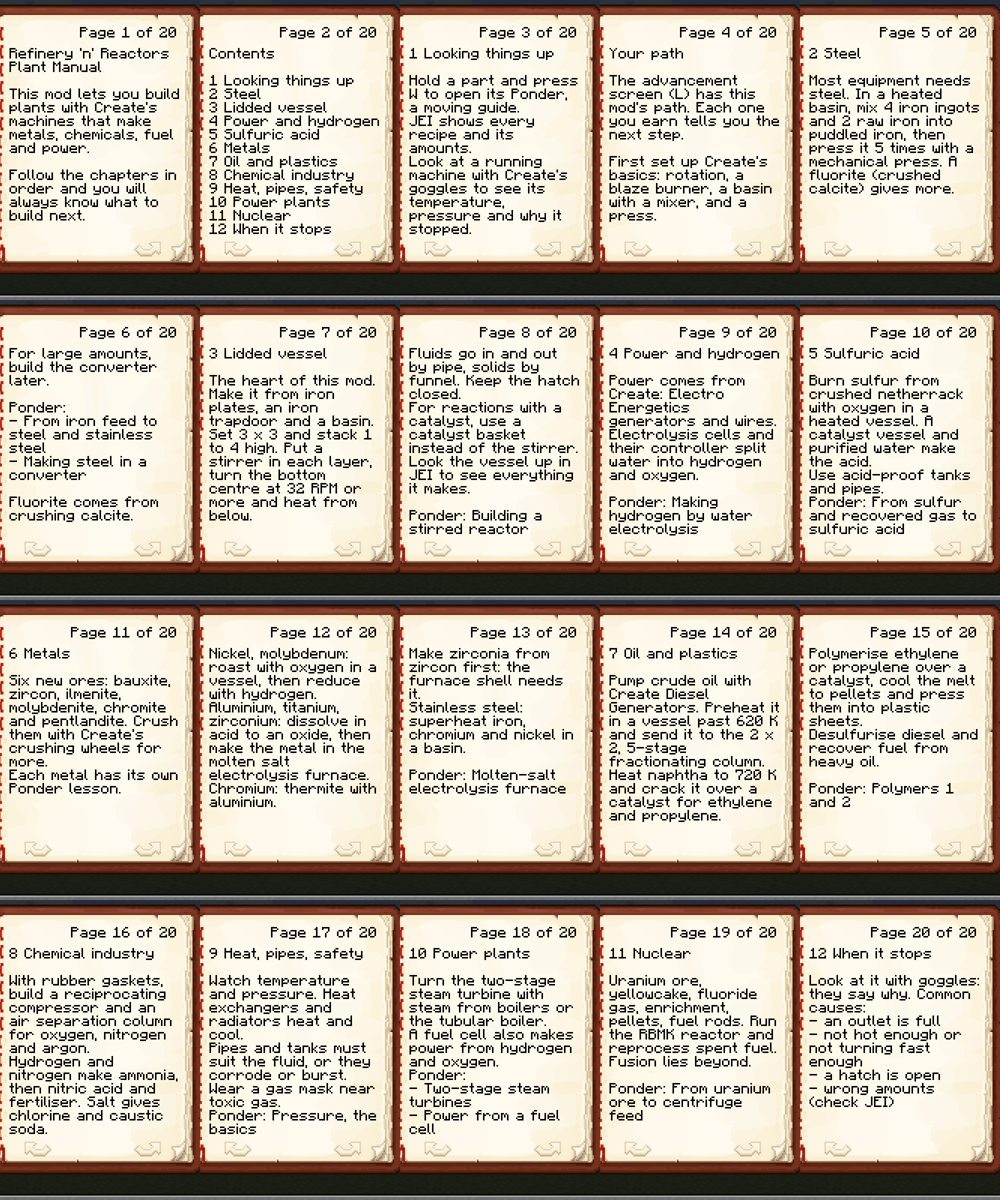 Page 1 of 20
Refinery 'n' Reactors
Plant Manual
This mod lets you build
plants with Create's
machines that make
metals, chemicals, fuel
and power.
Follow the chapters in
order and you will
always know what to
build next.
Page 2 of 20
Contents
1 Looking things up
2 Steel
3 Lidded vessel
4 Power and hydrogen
5 Sulfuric acid
6 Metals
7 Oil and plastics
8 Chemical industry
9 Heat, pipes, safety
10 Power plants
11 Nuclear
12 When it stops
Page 3 of 20
1 Looking things up
Hold a part and press
W to open its Ponder,
a moving guide.
JEI shows every
recipe and its
amounts.
Look at a running
machine with Create's
goggles to see its
temperature,
pressure and why it
stopped.
Page 4 of 20
Your path
The advancement
screen (L) has this
mod's path. Each one
you earn tells you the
next step.
First set up Create's
basics: rotation, a
blaze burner, a basin
with a mixer, and a
press.
Page 5 of 20
2 Steel
Most equipment needs
steel. In a heated
basin, mix 4 iron ingots
and 2 raw iron into
puddled iron, then
press it 5 times with a
mechanical press. A
fluorite (crushed
calcite) gives more.
Page 6 of 20
For large amounts,
build the converter
later.
Ponder:
- From iron feed to
steel and stainless
steel
- Making steel in a
converter
Fluorite comes from
crushing calcite.
Page 7 of 20
3 Lidded vessel
The heart of this mod.
Make it from iron
plates, an iron
trapdoor and a basin.
Set 3 x 3 and stack 1
to 4 high. Put a
stirrer in each layer,
turn the bottom
centre at 32 RPM or
more and heat from
below.
Page 8 of 20
Fluids go in and out
by pipe, solids by
funnel. Keep the hatch
closed.
For reactions with a
catalyst, use a
catalyst basket
instead of the stirrer.
Look the vessel up in
JEI to see everything
it makes.
Ponder: Building a
stirred reactor
Page 9 of 20
4 Power and hydrogen
Power comes from
Create: Electro
Energetics
generators and wires.
Electrolysis cells and
their controller split
water into hydrogen
and oxygen.
Ponder: Making
hydrogen by water
electrolysis
Page 10 of 20
5 Sulfuric acid
Burn sulfur from
crushed netherrack
with oxygen in a
heated vessel. A
catalyst vessel and
purified water make
the acid.
Use acid-proof tanks
and pipes.
Ponder: From sulfur
and recovered gas to
sulfuric acid
Page 11 of 20
6 Metals
Six new ores: bauxite,
zircon, ilmenite,
molybdenite, chromite
and pentlandite. Crush
them with Create's
crushing wheels for
more.
Each metal has its own
Ponder lesson.
Page 12 of 20
Nickel, molybdenum:
roast with oxygen in a
vessel, then reduce
with hydrogen.
Aluminium, titanium,
zirconium: dissolve in
acid to an oxide, then
make the metal in the
molten salt
electrolysis furnace.
Chromium: thermite with
aluminium.
Page 13 of 20
Make zirconia from
zircon first: the
furnace shell needs
it.
Stainless steel:
superheat iron,
chromium and nickel in
a basin.
Ponder: Molten-salt
electrolysis furnace
Page 14 of 20
7 Oil and plastics
Pump crude oil with
Create Diesel
Generators. Preheat it
in a vessel past 620 K
and send it to the 2 x
2, 5-stage
fractionating column.
Heat naphtha to 720 K
and crack it over a
catalyst for ethylene
and propylene.
Page 15 of 20
Polymerise ethylene
or propylene over a
catalyst, cool the melt
to pellets and press
them into plastic
sheets.
Desulfurise diesel and
recover fuel from
heavy oil.
Ponder: Polymers 1
and 2
Page 16 of 20
8 Chemical industry
With rubber gaskets,
build a reciprocating
compressor and an
air separation column
for oxygen, nitrogen
and argon.
Hydrogen and
nitrogen make ammonia,
then nitric acid and
fertiliser. Salt gives
chlorine and caustic
soda.
Page 17 of 20
9 Heat, pipes, safety
Watch temperature
and pressure. Heat
exchangers and
radiators heat and
cool.
Pipes and tanks must
suit the fluid, or they
corrode or burst.
Wear a gas mask near
toxic gas.
Ponder: Pressure, the
basics
Page 18 of 20
10 Power plants
Turn the two-stage
steam turbine with
steam from boilers or
the tubular boiler.
A fuel cell also makes
power from hydrogen
and oxygen.
Ponder:
- Two-stage steam
turbines
- Power from a fuel
cell
Page 19 of 20
11 Nuclear
Uranium ore,
yellowcake, fluoride
gas, enrichment,
pellets, fuel rods. Run
the RBMK reactor and
reprocess spent fuel.
Fusion lies beyond.
Ponder: From uranium
ore to centrifuge
feed
Page 20 of 20
12 When it stops
Look at it with goggles:
they say why. Common
causes:
- an outlet is full
- not hot enough or
not turning fast
enough
- a hatch is open
- wrong amounts
(check JEI)